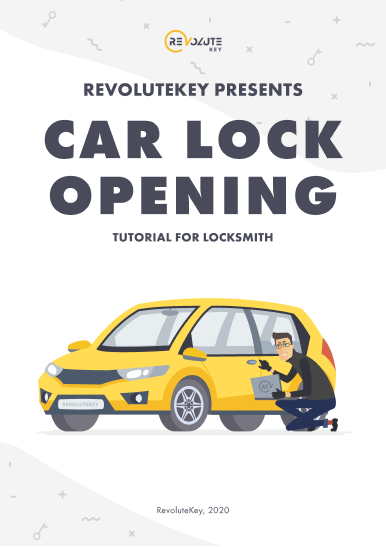 REVOLUTE
KEY
REVOLUTEKEY PRESENTS
CAR LOCK
OPENING
TUTORIAL FOR LOCKSMITH
REVOLUTEKEY
RevoluteKey, 2020